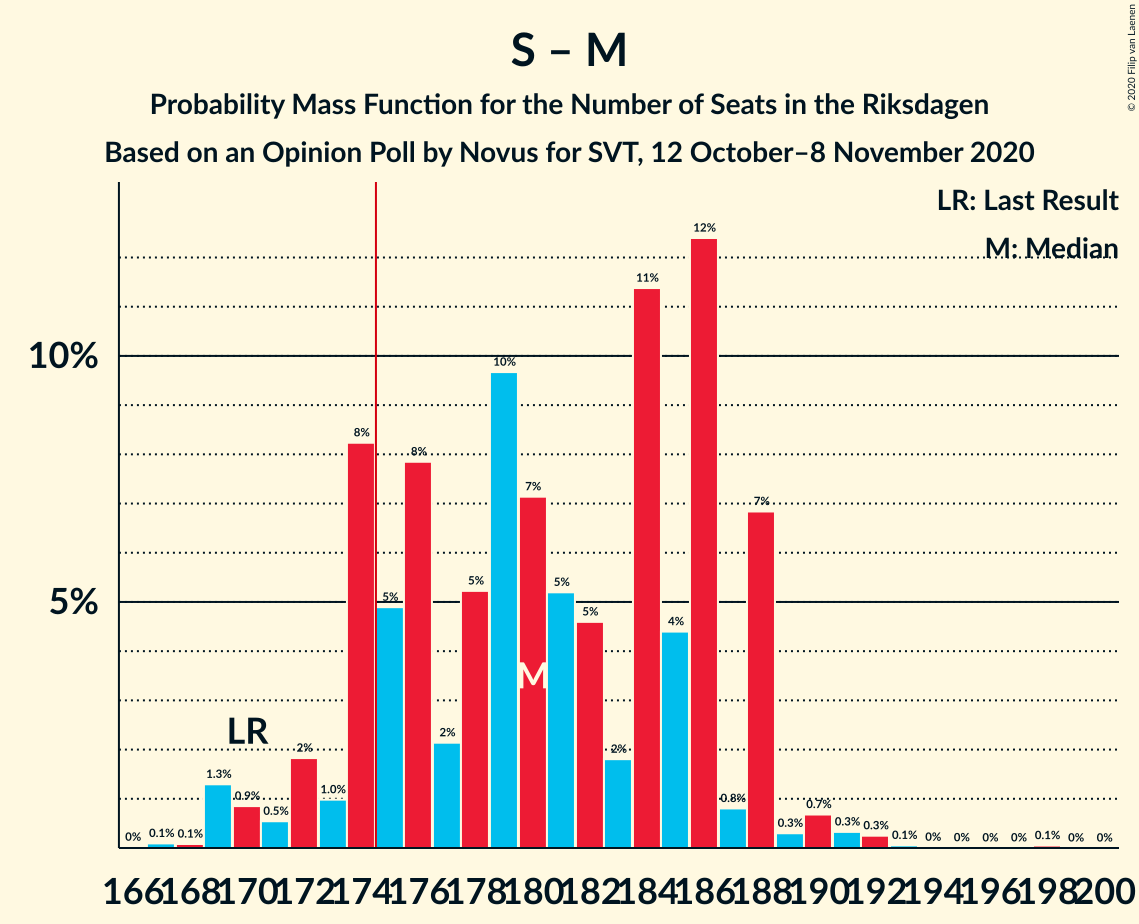 © 2020 Filip van Laenen
S – M
Probability Mass Function for the Number of Seats in the Riksdagen
Based on an Opinion Poll by Novus for SVT, 12 October–8 November 2020
LR: Last Result
M: Median
10%
5%
0% 0.1% 0.1% 1.3% 0.9% 0.5% 2% 1.0% 8% 5% 8% 2% 5% 10% 7% 5% 5% 2% 11% 4% 12% 0.8% 7% 0.3% 0.7% 0.3% 0.3% 0.1% 0% 0% 0% 0% 0.1% 0% 0%
LR
M
166 168 170 172 174 176 178 180 182 184 186 188 190 192 194 196 198 200